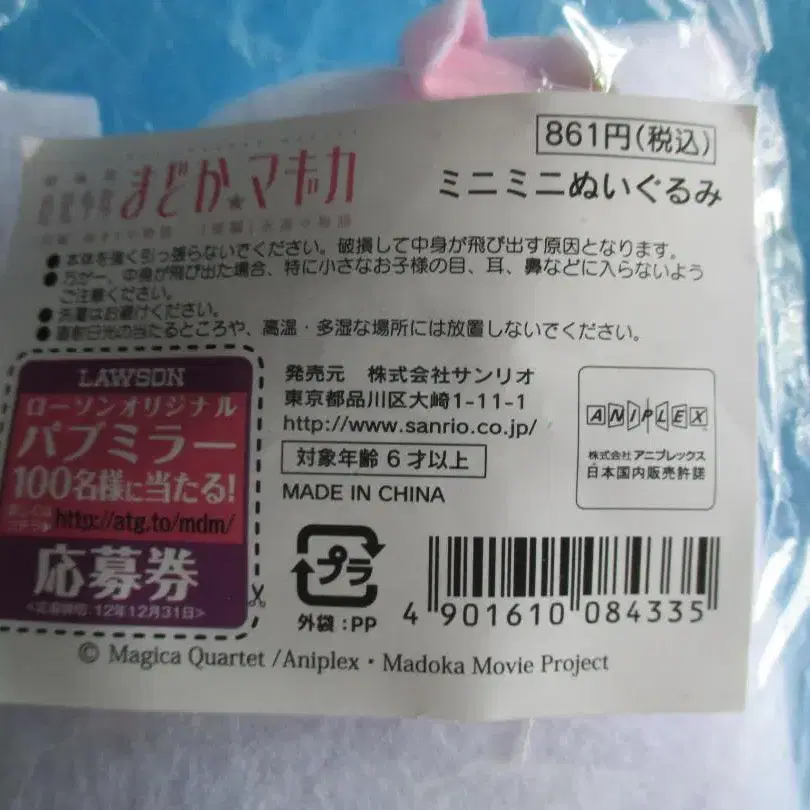 861円(税込)
まどか★マギカ
ミニミニぬいぐるみ
●本体を強く引っ張らないでください。破損して中身が飛び出す原因となります。
●万が一、中身が飛び出た場合、特に小さなお子様の目、耳、鼻などに入らないよう
ご注意ください。
●洗濯はお避けください。
●直射日光の当たるところや、高温・多湿な場所には放置しないでください。
LAWSON
ローソンオリジナル
パブミラー
100名様に当たる!
http://atg.to/mdm/
応募券
12年12月31日>
発売元 株式会社サンリオ
東京都品川区大崎1-11-1
http://www.sanrio.co.jp/
対象年齢 6才以上
MADE IN CHINA
ANIPLEX
株式会社 アニプレックス
日本国内販売許諾
プラ
外袋:PP
4 901610 084335
© Magica Quartet /Aniplex・Madoka Movie Project